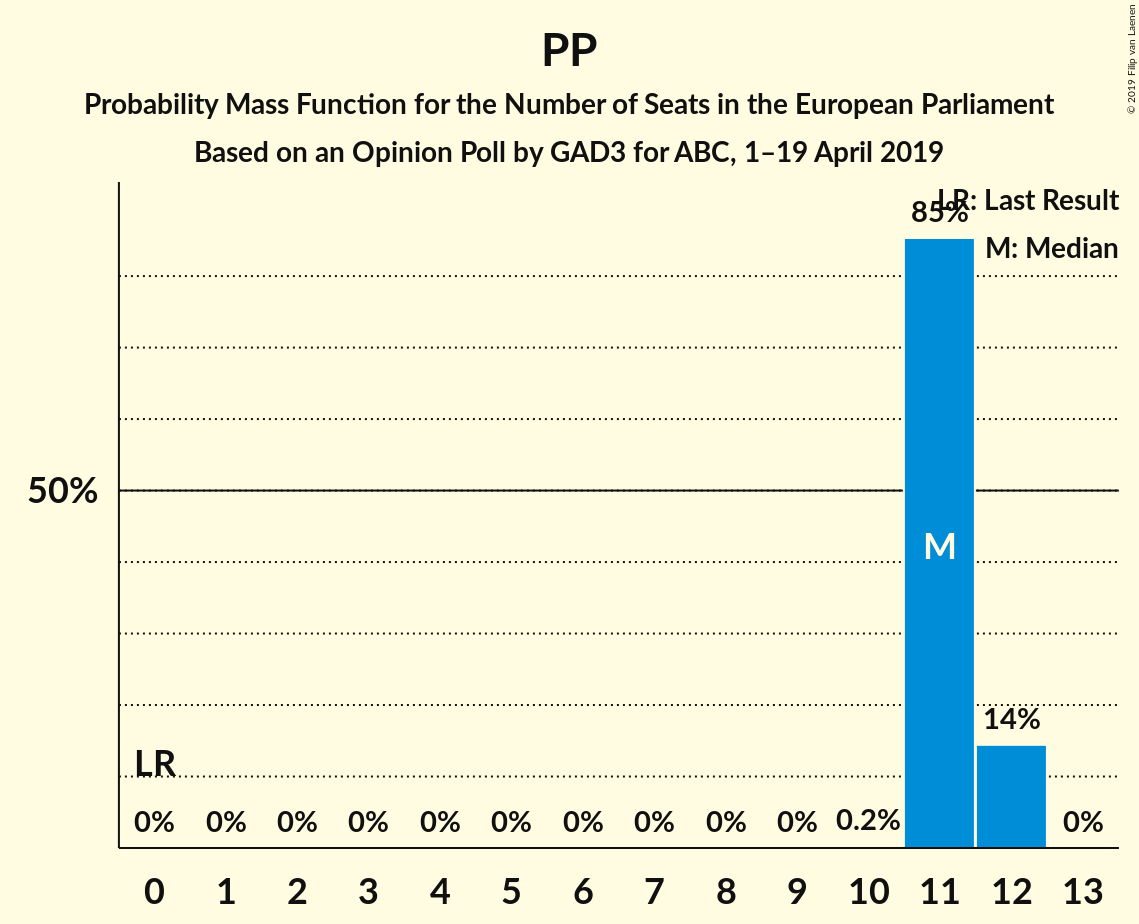 PP
Probability Mass Function for the Number of Seats in the European Parliament
Based on an Opinion Poll by GAD3 for ABC, 1–19 April 2019
© 2019 Filip van Laenen
LR: Last Result
85%
M: Median
50%
M
14%
LR
0% 0% 0% 0% 0% 0% 0% 0% 0% 0% 0.2% 0%
0 1 2 3 4 5 6 7 8 9 10 11 12 13